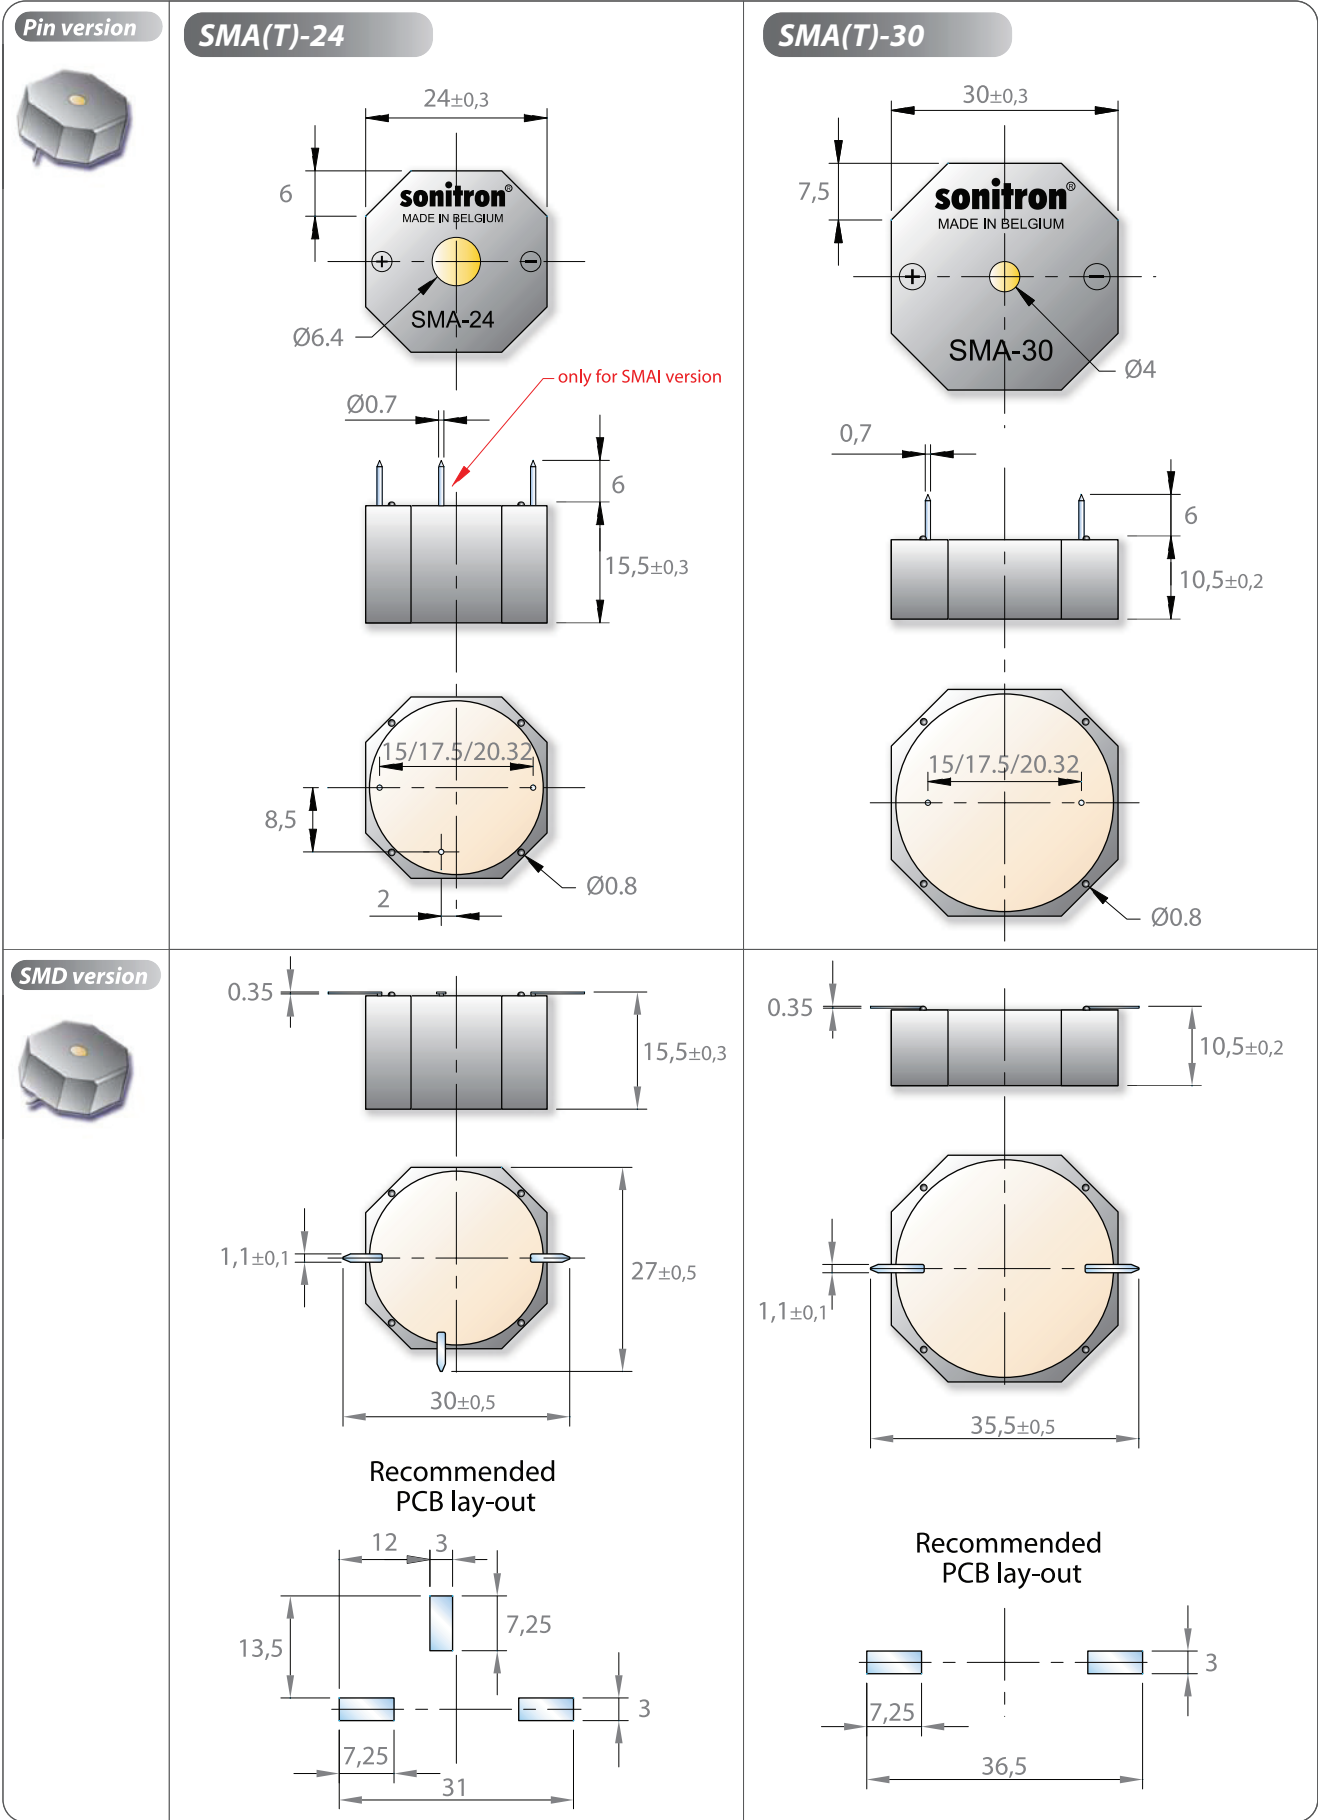 Pin version
SMA(T)-24
SMA(T)-30
24±0,3
6
sonitron®
MADE IN BELGIUM
+
−
Ø6.4
SMA-24
30±0,3
7,5
sonitron®
MADE IN BELGIUM
+
−
SMA-30
Ø4
only for SMAI version
Ø0.7
6
15,5±0,3
0,7
6
10,5±0,2
15/17.5/20.32
8,5
2
Ø0.8
15/17.5/20.32
Ø0.8
SMD version
0.35
15,5±0,3
0.35
10,5±0,2
1,1±0,1
27±0,5
30±0,5
1,1±0,1
35,5±0,5
Recommended
PCB lay-out
12
3
7,25
13,5
3
7,25
31
Recommended
PCB lay-out
3
7,25
36,5